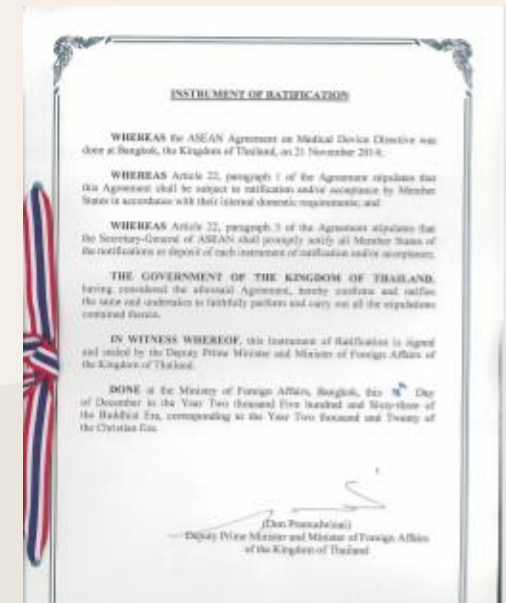 INSTRUMENT OF RATIFICATION
WHEREAS the ASEAN Agreement on Medical Device Directive was
done at Bangkok, the Kingdom of Thailand, on 21 November 2014;
WHEREAS Article 22, paragraph 1 of the Agreement stipulates that
this Agreement shall be subject to ratification and/or acceptance by Member
States in accordance with their internal domestic requirements; and
WHEREAS Article 22, paragraph 3 of the Agreement stipulates that
the Secretary-General of ASEAN shall promptly notify all Member States of
the notifications or deposit of each instrument of ratification and/or acceptance;
THE GOVERNMENT OF THE KINGDOM OF THAILAND,
having considered the aforesaid Agreement, hereby confirms and ratifies
the same and undertakes to faithfully perform and carry out all the stipulations
contained therein.
IN WITNESS WHEREOF, this Instrument of Ratification is signed
and sealed by the Deputy Prime Minister and Minister of Foreign Affairs of
the Kingdom of Thailand.
DONE at the Ministry of Foreign Affairs, Bangkok, this Day
of December in the Year Two thousand Five hundred and Sixty-three of
the Buddhist Era, corresponding to the Year Two thousand and Twenty of
the Christian Era.
(Don Pramudwinai)
Deputy Prime Minister and Minister of Foreign Affairs
of the Kingdom of Thailand